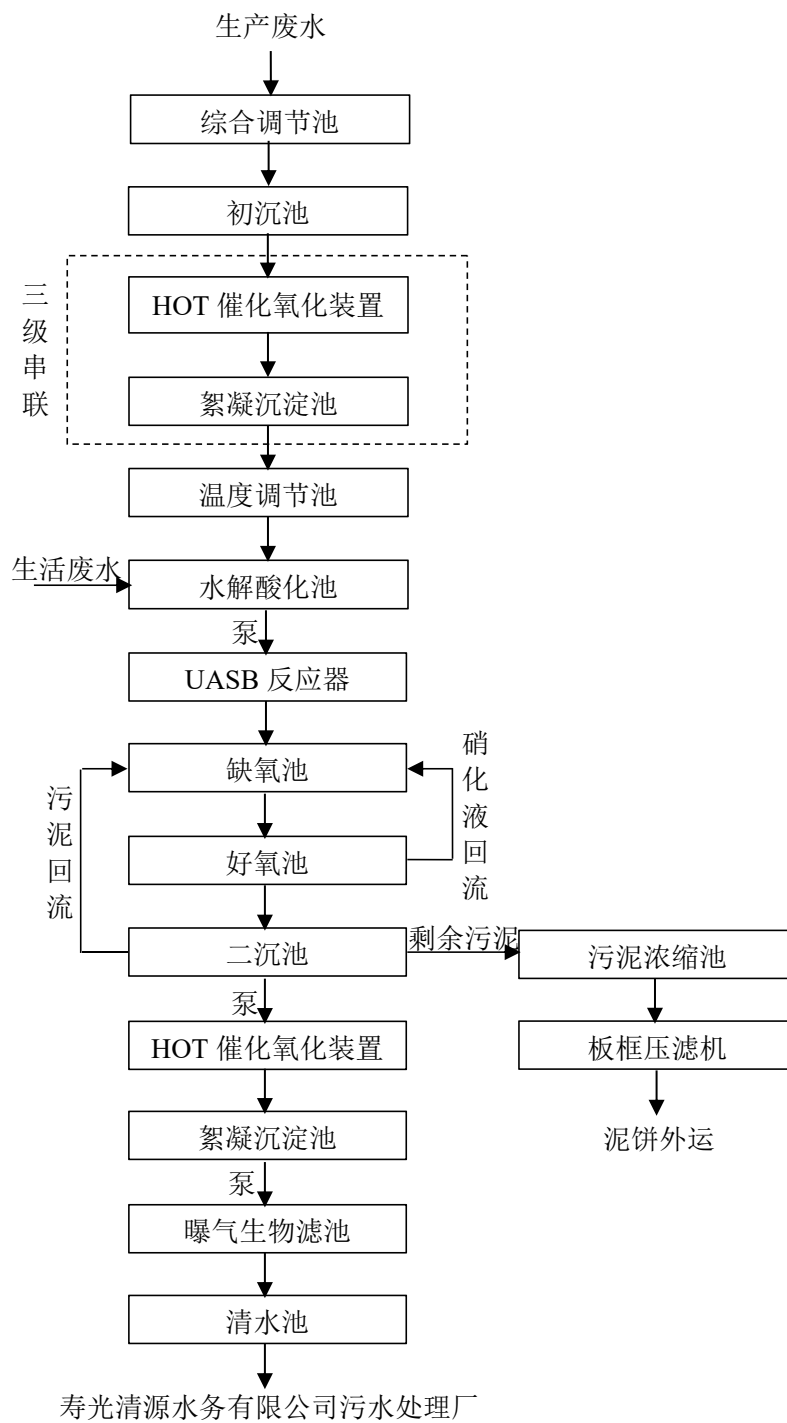 生产废水
综合调节池
初沉池
三级串联
HOT 催化氧化装置
絮凝沉淀池
温度调节池
生活废水
水解酸化池
泵
UASB 反应器
缺氧池
硝化液回流
污泥回流
好氧池
二沉池
剩余污泥
污泥浓缩池
泵
HOT 催化氧化装置
板框压滤机
絮凝沉淀池
泥饼外运
泵
曝气生物滤池
清水池
寿光清源水务有限公司污水处理厂